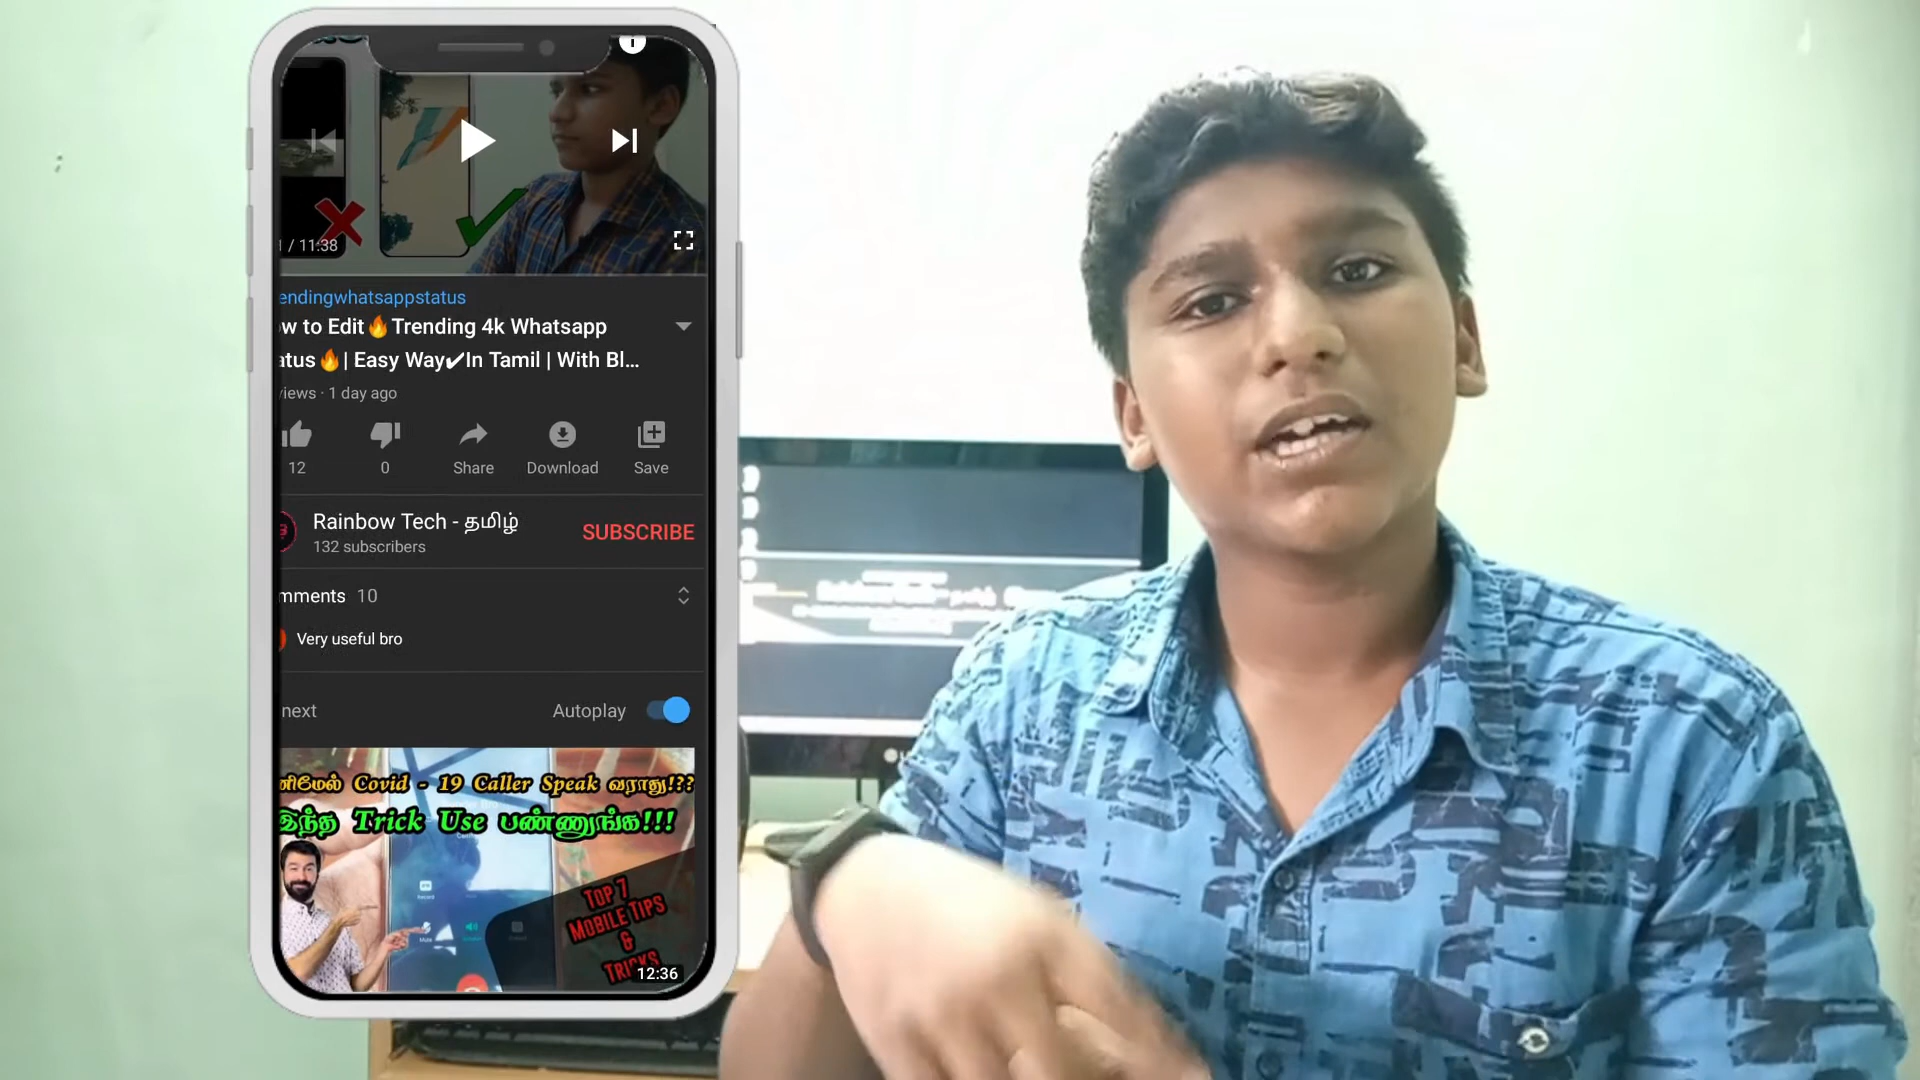 / 11:38
endingwhatsappstatus
ow to Edit🔥Trending 4k Whatsapp
atus🔥| Easy Way✔In Tamil | With Bl...
views · 1 day ago
12
0
Share
Download
Save
Rainbow Tech - தமிழ்
SUBSCRIBE
132 subscribers
mments 10
Very useful bro
next
Autoplay
னிமேல் Covid - 19 Caller Speak வராது!??
இந்த Trick Use பண்ணுங்க!!!
Top 7
Mobile Tips
&
Tricks
12:36